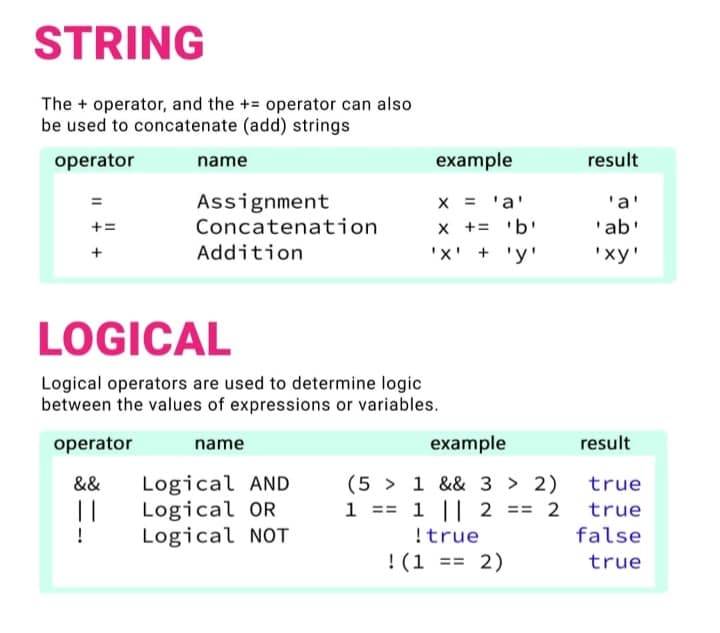 STRING
The + operator, and the += operator can also
be used to concatenate (add) strings
operator name example result
= Assignment x = 'a' 'a'
+= Concatenation x += 'b' 'ab'
+ Addition 'x' + 'y' 'xy'
LOGICAL
Logical operators are used to determine logic
between the values of expressions or variables.
operator name example result
&& Logical AND (5 > 1 && 3 > 2) true
|| Logical OR 1 == 1 || 2 == 2 true
! Logical NOT !true false
!(1 == 2) true